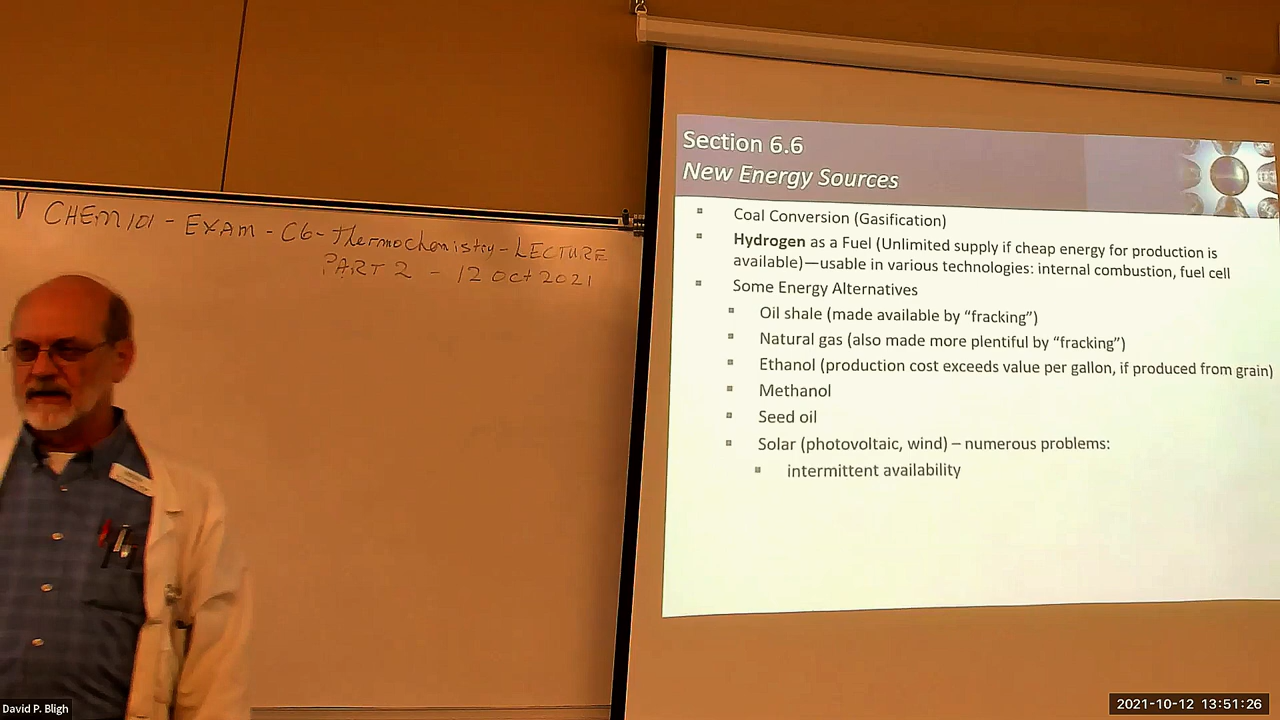 V CHEM 101 - EXAM - C6 - Thermochemistry - LECTURE
PART 2 - 12 Oct 2021
Section 6.6
New Energy Sources
Coal Conversion (Gasification)
Hydrogen as a Fuel (Unlimited supply if cheap energy for production is
available)—usable in various technologies: internal combustion, fuel cell
Some Energy Alternatives
Oil shale (made available by “fracking”)
Natural gas (also made more plentiful by “fracking”)
Ethanol (production cost exceeds value per gallon, if produced from grain)
Methanol
Seed oil
Solar (photovoltaic, wind) – numerous problems:
intermittent availability
David P. Bligh
2021-10-12 13:51:26